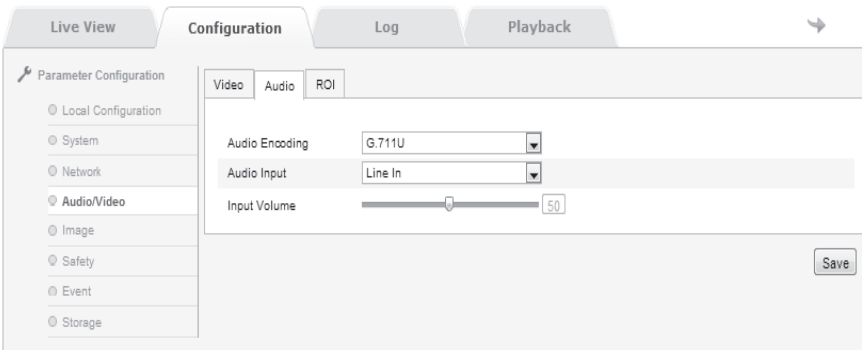 Live View Configuration Log Playback
Parameter Configuration
Local Configuration
System
Network
Audio/Video
Image
Safety
Event
Storage
Video Audio ROI
Audio Encoding G.711U
Audio Input Line In
Input Volume 50
Save